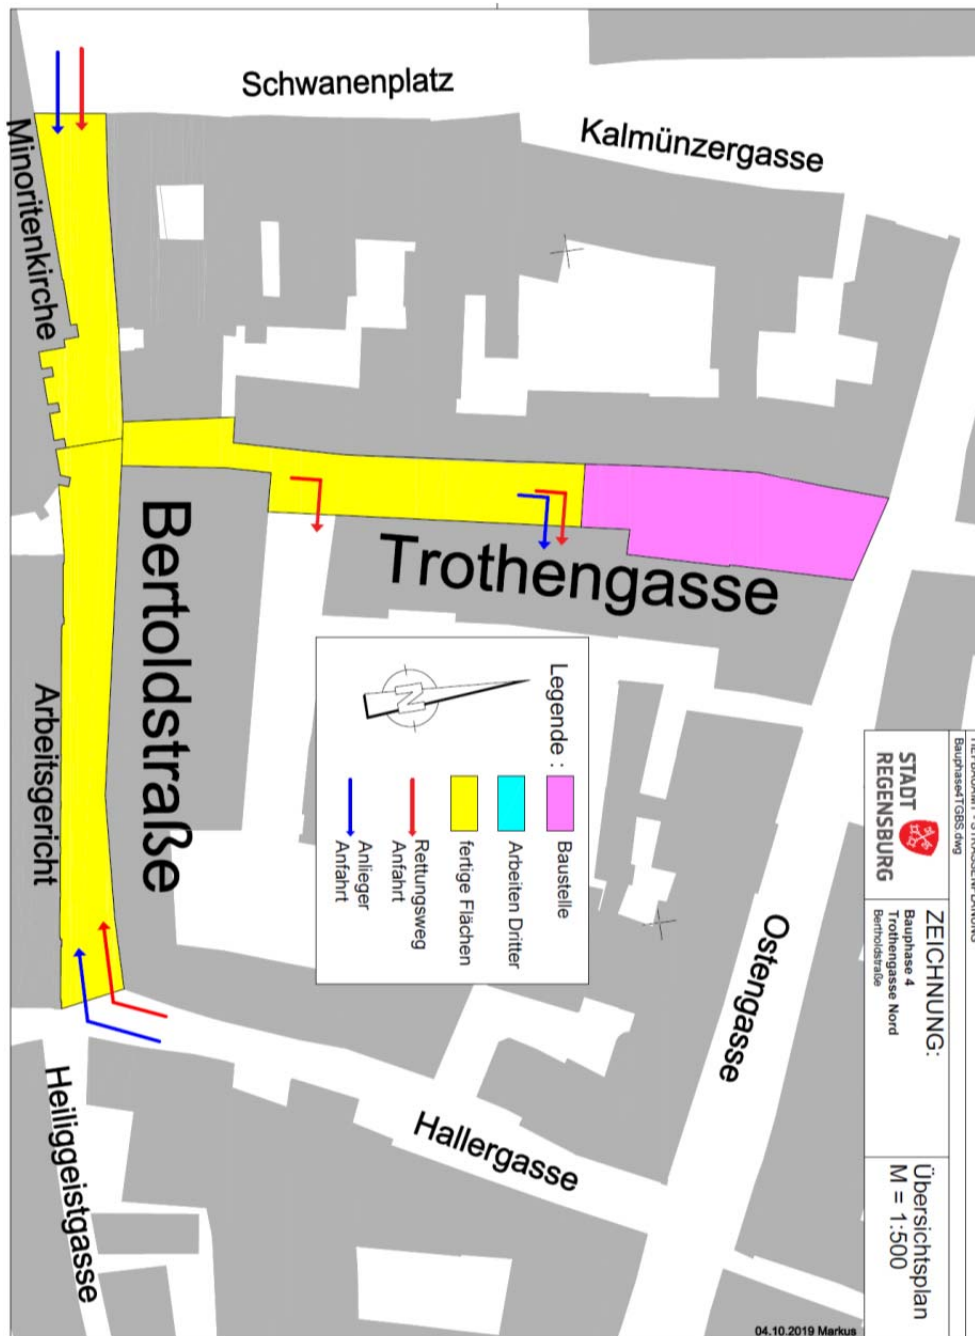 Schwanenplatz
Kalmünzergasse
Minoritenkirche
Bertoldstraße
Trothengasse
Arbeitsgericht
Legende :
N
Baustelle
Arbeiten Dritter
fertige Flächen
Rettungsweg
Anfahrt
Anlieger
Anfahrt
Ostengasse
Hallergasse
Heiliggeistgasse
Bauphase4TGBS.dwg
STADT
REGENSBURG
ZEICHNUNG:
Bauphase 4
Trothengasse Nord
Bertholdstraße
Übersichtsplan
M = 1:500
04.10.2019 Markus